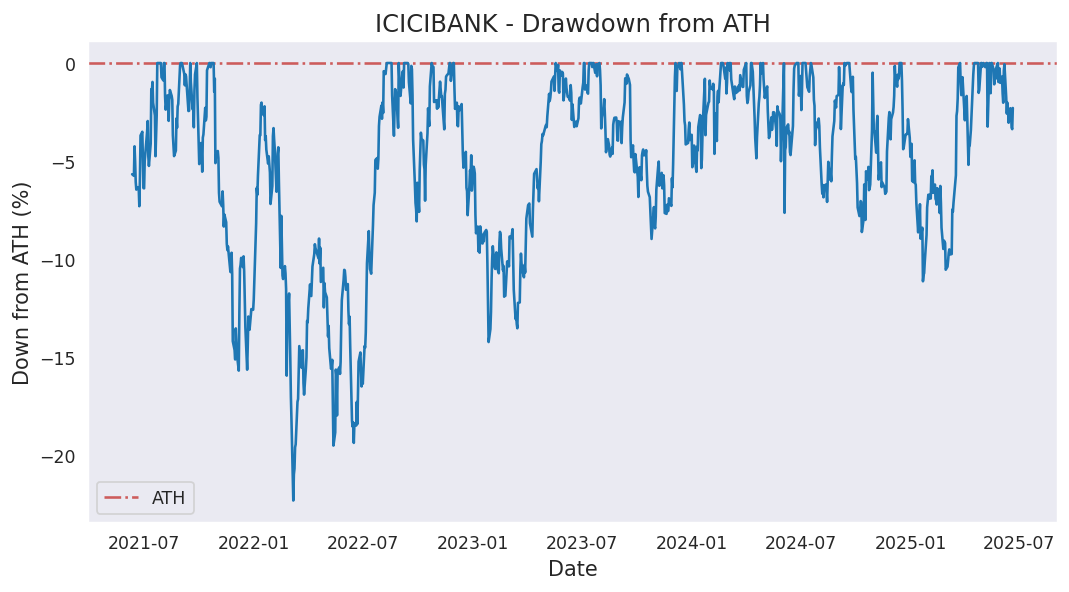 ICICIBANK - Drawdown from ATH
Down from ATH (%)
0
−5
−10
−15
−20
ATH
2021-07 2022-01 2022-07 2023-01 2023-07 2024-01 2024-07 2025-01 2025-07
Date